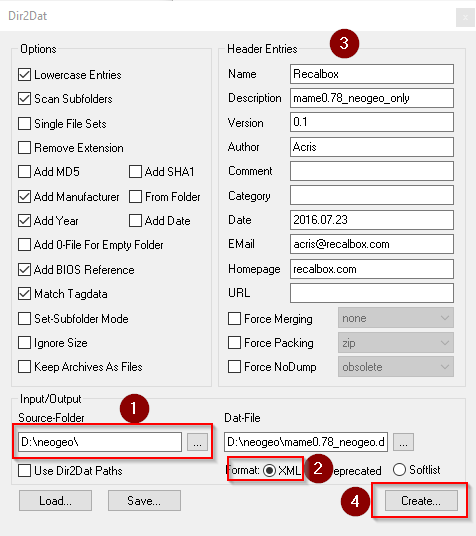 Dir2Dat
Options
Lowercase Entries
Scan Subfolders
Single File Sets
Remove Extension
Add MD5 Add SHA1
Add Manufacturer From Folder
Add Year Add Date
Add 0-File For Empty Folder
Add BIOS Reference
Match Tagdata
Set-Subfolder Mode
Ignore Size
Keep Archives As Files
Header Entries 3
Name Recalbox
Description mame0.78_neogeo_only
Version 0.1
Author Acris
Comment
Category
Date 2016.07.23
EMail acris@recalbox.com
Homepage recalbox.com
URL
Force Merging none
Force Packing zip
Force NoDump obsolete
Input/Output
1
Source-Folder
D:\neogeo\ ...
Use Dir2Dat Paths
Dat-File
D:\neogeo\mame0.78_neogeo.d ...
Format: XML 2 eprecated Softlist
Load... Save... 4 Create...